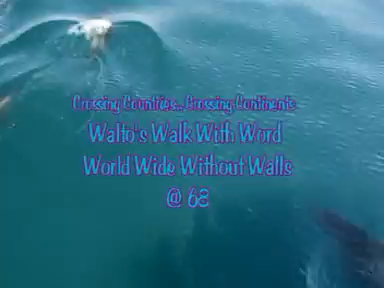 Crossing Countries...Crossing Continents
Walto's Walk With Word
World Wide Without Walls
@ 68